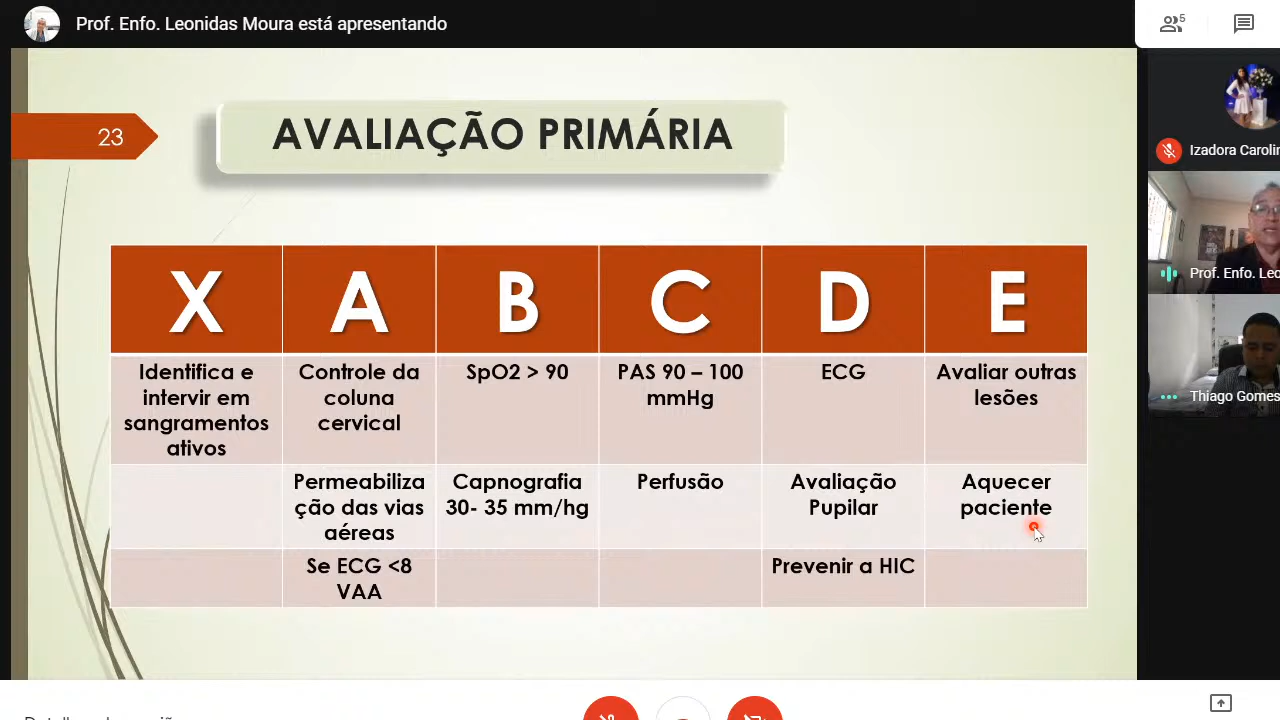 Prof. Enfo. Leonidas Moura está apresentando
5
23
AVALIAÇÃO PRIMÁRIA
X A B C D E
Identifica e
intervir em
sangramentos
ativos
Controle da
coluna
cervical
SpO2 > 90
PAS 90 – 100
mmHg
ECG
Avaliar outras
lesões
Permeabiliza
ção das vias
aéreas
Capnografia
30- 35 mm/hg
Perfusão
Avaliação
Pupilar
Aquecer
paciente
Se ECG <8
VAA
Prevenir a HIC
Izadora Carolin
Prof. Enfo. Leo
Thiago Gomes